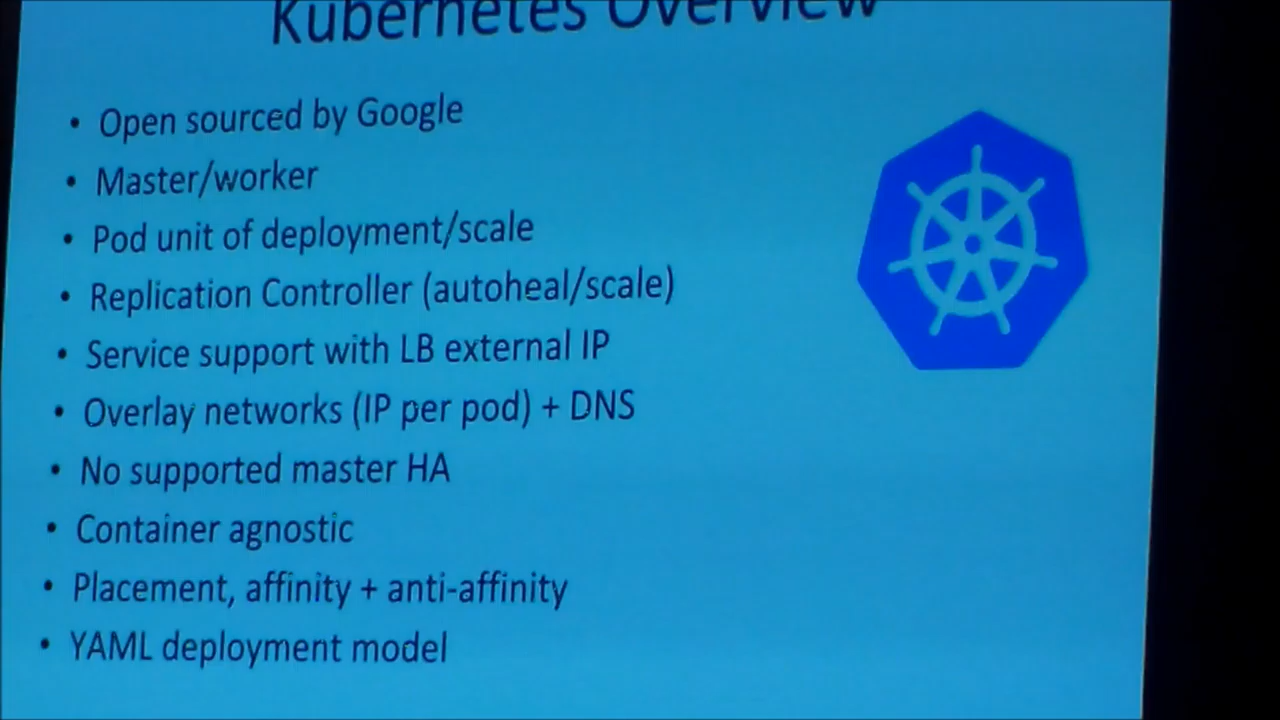 Kubernetes Overview
• Open sourced by Google
• Master/worker
• Pod unit of deployment/scale
• Replication Controller (autoheal/scale)
• Service support with LB external IP
• Overlay networks (IP per pod) + DNS
• No supported master HA
• Container agnostic
• Placement, affinity + anti-affinity
• YAML deployment model